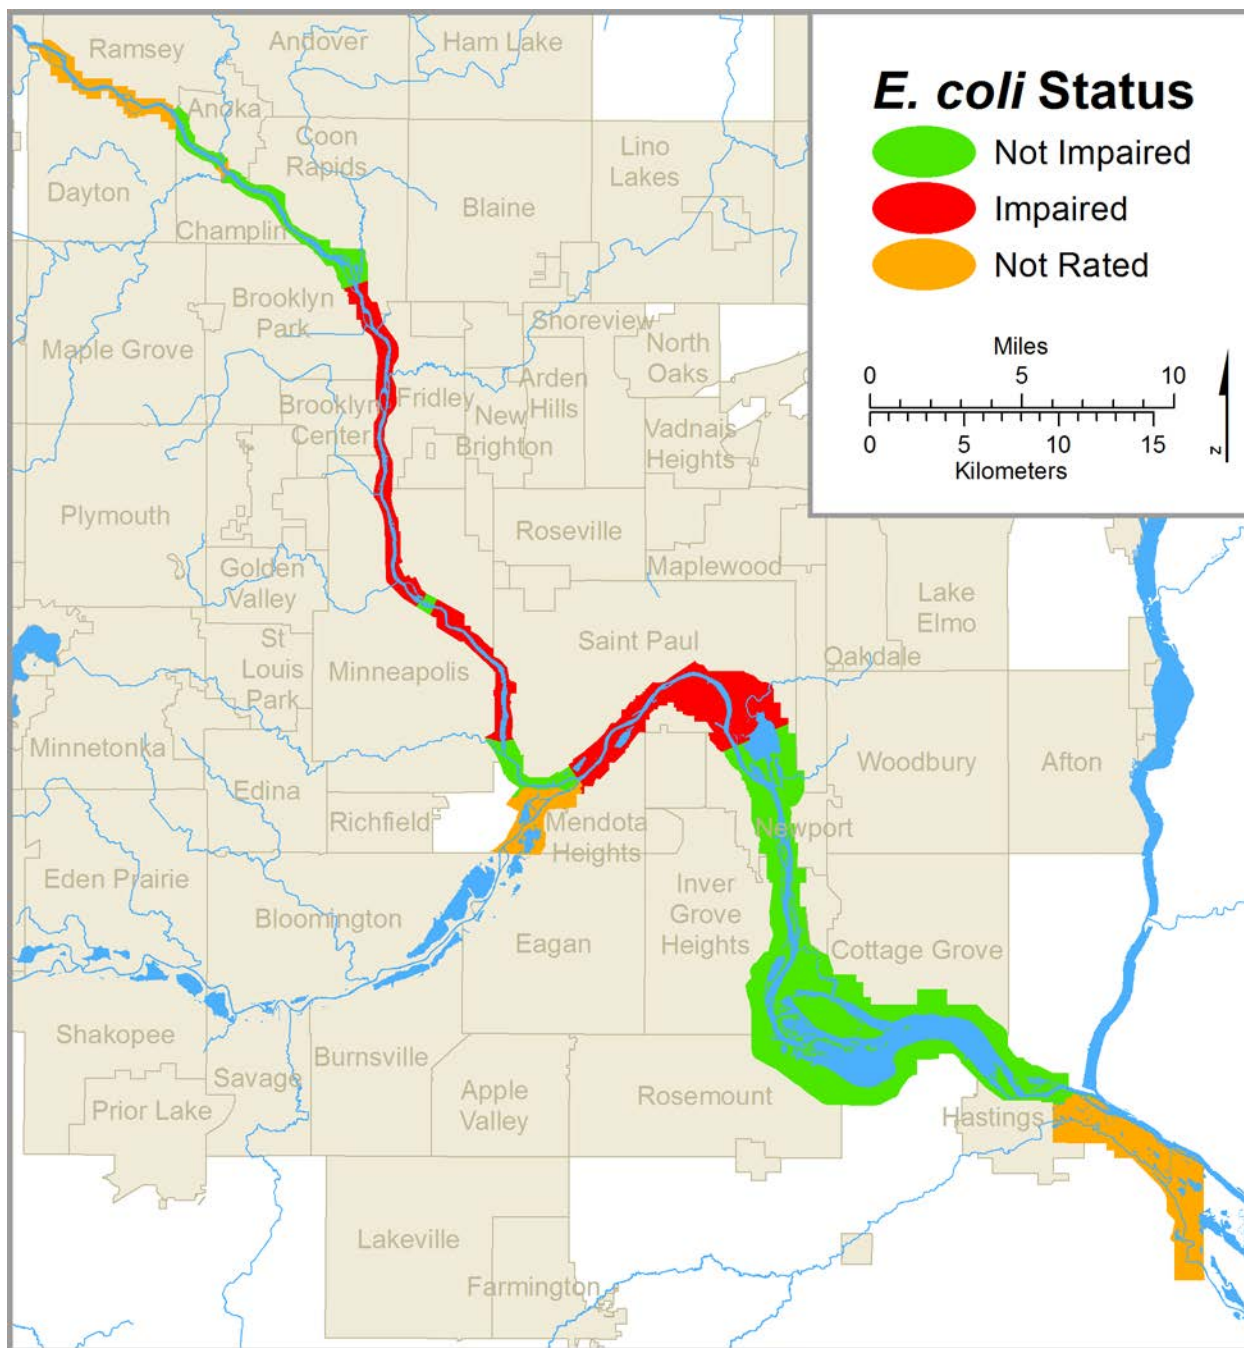 E. coli Status
Not Impaired
Impaired
Not Rated
Miles
0 5 10
0 5 10 15
Kilometers
N
Ramsey
Andover
Ham Lake
Anoka
Coon
Rapids
Lino
Lakes
Dayton
Blaine
Champlin
Brooklyn
Park
Shoreview
North
Oaks
Maple Grove
Arden
Hills
Brooklyn
Center
Fridley
New
Brighton
Vadnais
Heights
Plymouth
Roseville
Golden
Valley
Maplewood
Lake
Elmo
St
Louis
Park
Minneapolis
Saint Paul
Oakdale
Minnetonka
Edina
Woodbury
Afton
Richfield
Mendota
Heights
Newport
Eden Prairie
Bloomington
Eagan
Inver
Grove
Heights
Cottage Grove
Shakopee
Burnsville
Savage
Apple
Valley
Rosemount
Prior Lake
Hastings
Lakeville
Farmington